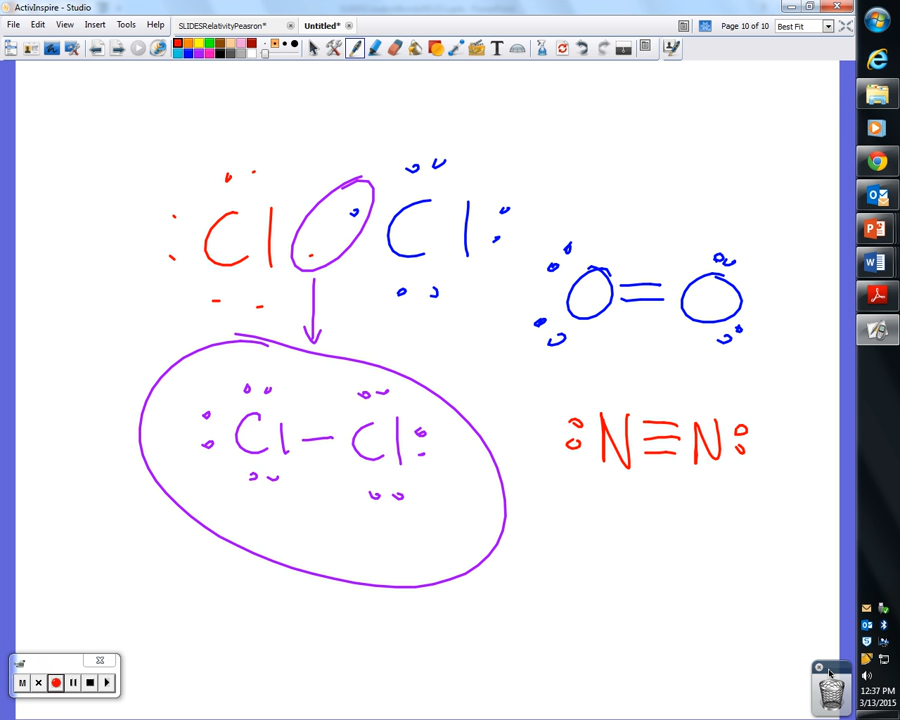 ActivInspire - Studio
File Edit View Insert Tools Help
SLIDESRelativityPeasron*
Untitled*
Page 10 of 10
Best Fit
T
Cl Cl
O=O
Cl-Cl
N≡N
M
12:37 PM
3/13/2015